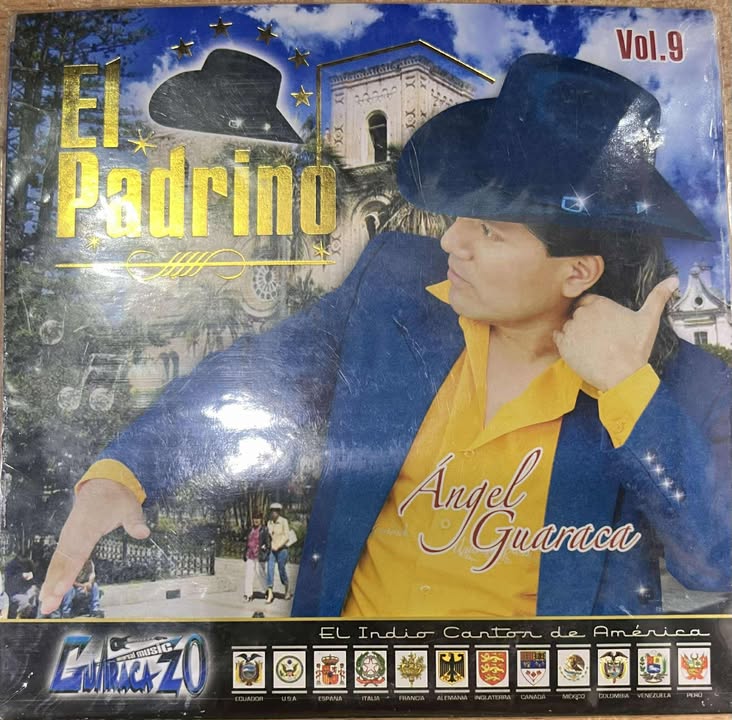 Vol.9
El
Padrino
Ángel
Guaraca
El Indio Cantor de América
GUARACAZO
ECUADOR U.S.A ESPAÑA ITALIA FRANCIA ALEMANIA INGLATERRA CANADÁ MÉXICO COLOMBIA VENEZUELA PERÚ